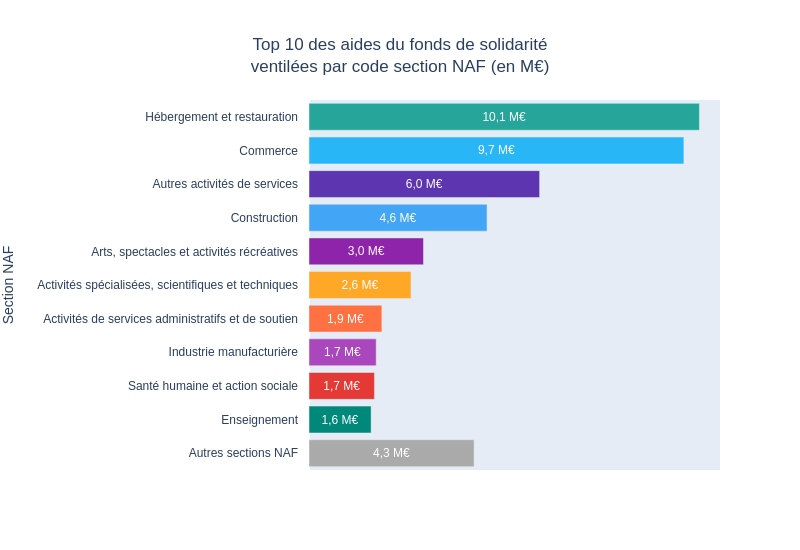 Top 10 des aides du fonds de solidarité
ventilées par code section NAF (en M€)
Section NAF
Hébergement et restauration 10,1 M€
Commerce 9,7 M€
Autres activités de services 6,0 M€
Construction 4,6 M€
Arts, spectacles et activités récréatives 3,0 M€
Activités spécialisées, scientifiques et techniques 2,6 M€
Activités de services administratifs et de soutien 1,9 M€
Industrie manufacturière 1,7 M€
Santé humaine et action sociale 1,7 M€
Enseignement 1,6 M€
Autres sections NAF 4,3 M€